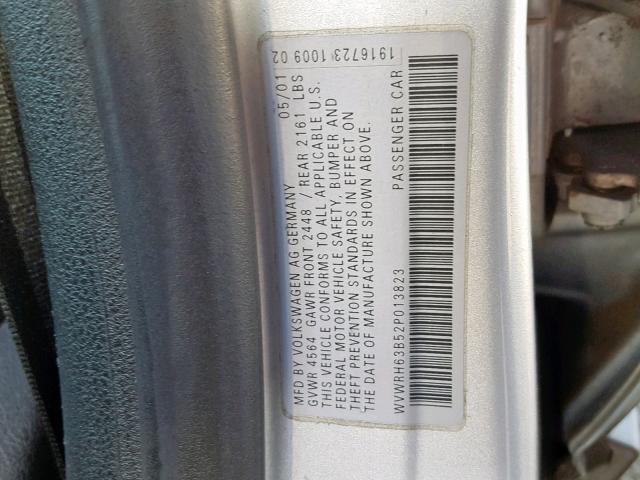 1916723 1009 02
MFD BY VOLKSWAGEN AG GERMANY 05/01
GVWR 4564 GAWR FRONT 2448 / REAR 2161 LBS
THIS VEHICLE CONFORMS TO ALL APPLICABLE U.S.
FEDERAL MOTOR VEHICLE SAFETY, BUMPER AND
THEFT PREVENTION STANDARDS IN EFFECT ON
THE DATE OF MANUFACTURE SHOWN ABOVE.
WVWRH63B52P013823 PASSENGER CAR